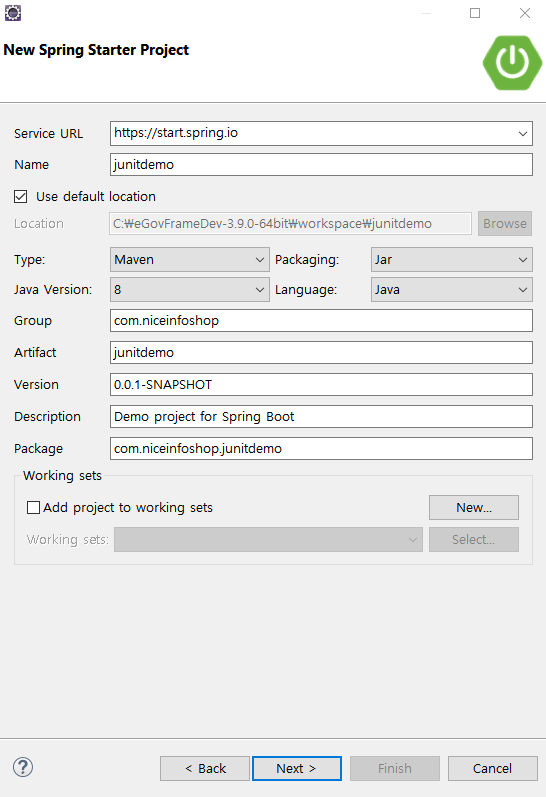 New Spring Starter Project
Service URL https://start.spring.io
Name junitdemo
Use default location
Location C:₩eGovFrameDev-3.9.0-64bit₩workspace₩junitdemo Browse
Type: Maven Packaging: Jar
Java Version: 8 Language: Java
Group com.niceinfoshop
Artifact junitdemo
Version 0.0.1-SNAPSHOT
Description Demo project for Spring Boot
Package com.niceinfoshop.junitdemo
Working sets
Add project to working sets New...
Working sets: Select...
? < Back Next > Finish Cancel